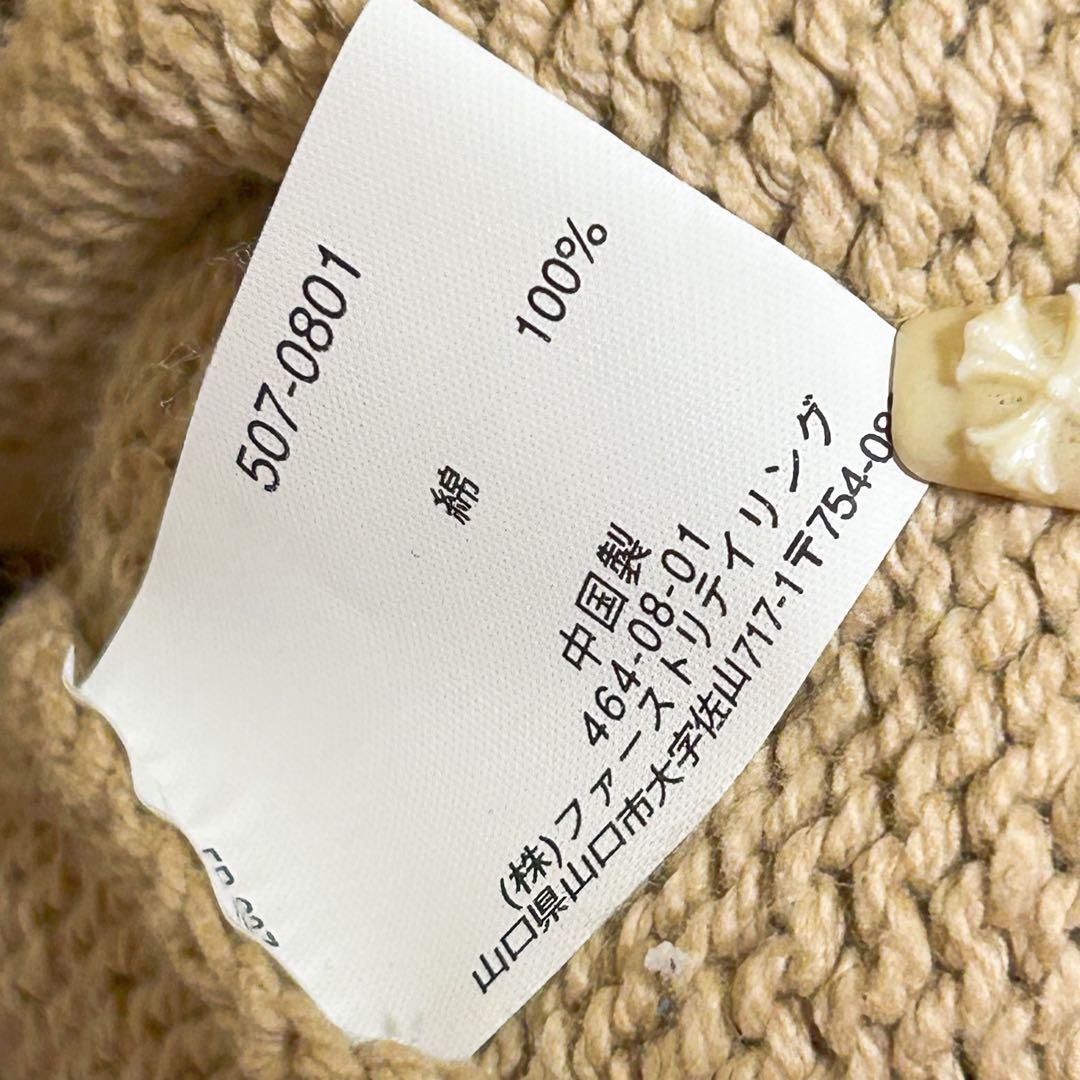 507-0801
綿 100%
中国製
464-08-01
(株)ファーストリテイリング
山口県山口市大字佐山717-1〒754-08